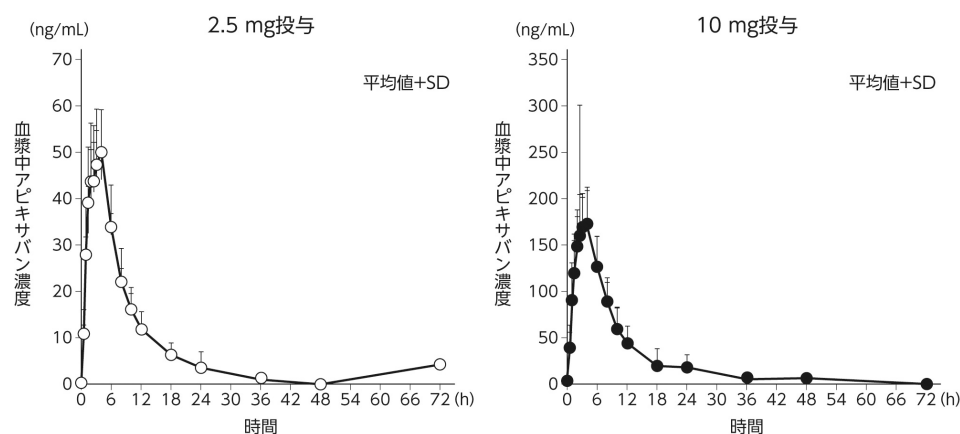 2.5 mg投与
(ng/mL)
平均値+SD
血漿中アピキサバン濃度
70
60
50
40
30
20
10
0
0 6 12 18 24 30 36 42 48 54 60 66 72 (h)
時間
10 mg投与
(ng/mL)
平均値+SD
血漿中アピキサバン濃度
350
300
250
200
150
100
50
0
0 6 12 18 24 30 36 42 48 54 60 66 72 (h)
時間